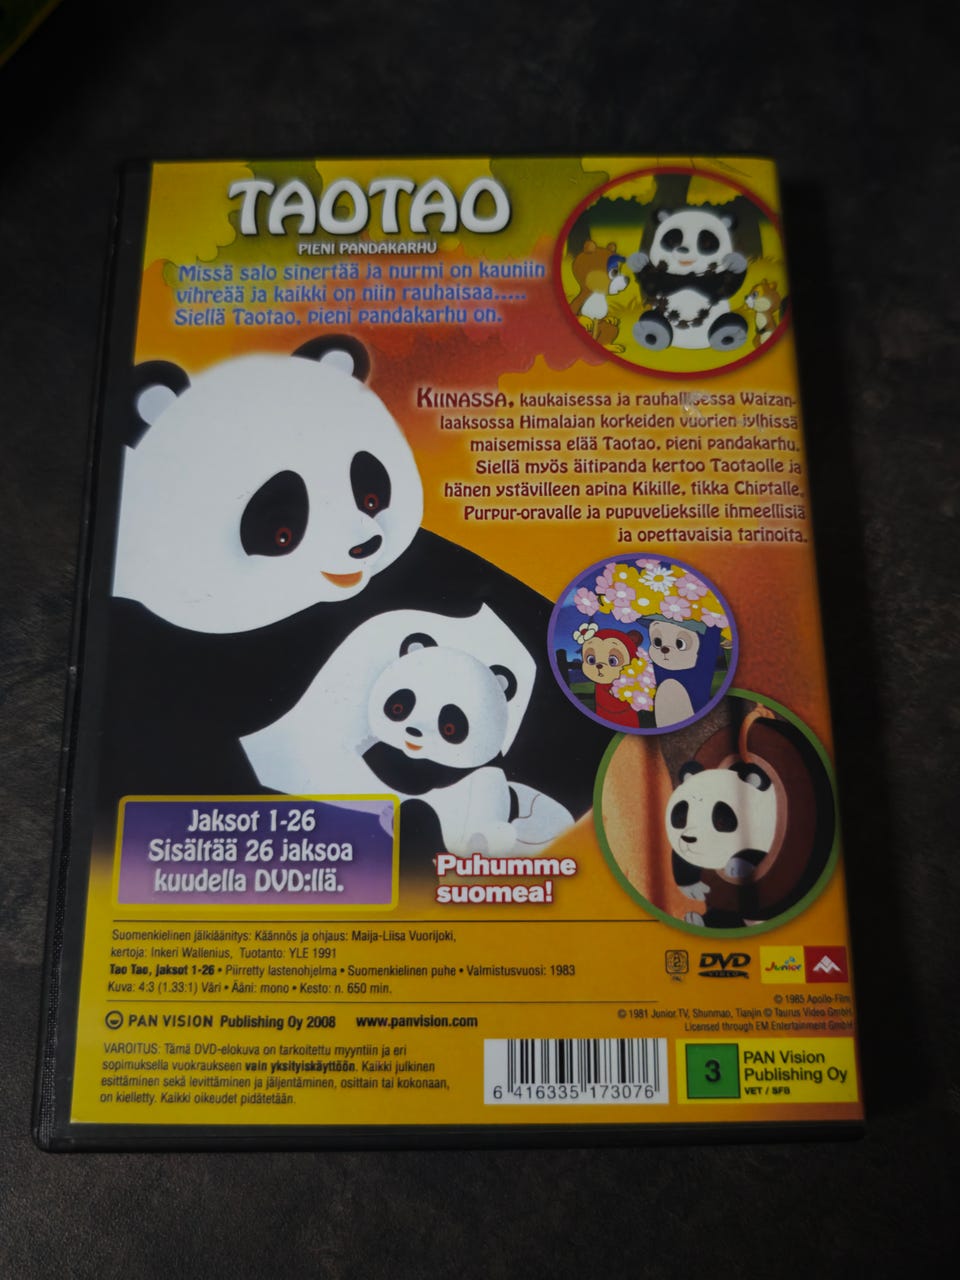 TAOTAO
PIENI PANDAKARHU
Missä salo sinertää ja nurmi on kauniin
vihreää ja kaikki on niin rauhaisaa.....
Siellä Taotao, pieni pandakarhu on.
KIINASSA, kaukaisessa ja rauhallisessa Waizan-
laaksossa Himalajan korkeiden vuorien jylhissä
maisemissa elää Taotao, pieni pandakarhu.
Siellä myös äitipanda kertoo Taotaolle ja
hänen ystävilleen apina Kikille, tikka Chiptalle,
Purpur-oravalle ja pupuveljeksille ihmeellisiä
ja opettavaisia tarinoita.
Jaksot 1-26
Sisältää 26 jaksoa
kuudella DVD:llä.
Puhumme
suomea!
Suomenkielinen jälkiäänitys: Käännös ja ohjaus: Maija-Liisa Vuorijoki,
kertoja: Inkeri Wallenius, Tuotanto: YLE 1991
Tao Tao, jaksot 1-26 • Piirretty lastenohjelma • Suomenkielinen puhe • Valmistusvuosi: 1983
Kuva: 4:3 (1.33:1) Väri • Ääni: mono • Kesto: n. 650 min.
2 PAL DVD VIDEO Junior
© 1985 Apollo-Film
© 1981 Junior TV, Shunmao, Tianjin © Taurus Video GmbH
Licensed through EM Entertainment GmbH
PAN VISION Publishing Oy 2008 www.panvision.com
VAROITUS: Tämä DVD-elokuva on tarkoitettu myyntiin ja eri
sopimuksella vuokraukseen vain yksityiskäyttöön. Kaikki julkinen
esittäminen sekä levittäminen ja jäljentäminen, osittain tai kokonaan,
on kielletty. Kaikki oikeudet pidätetään.
6 416335 173076
3
PAN Vision
Publishing Oy
VET / SFB